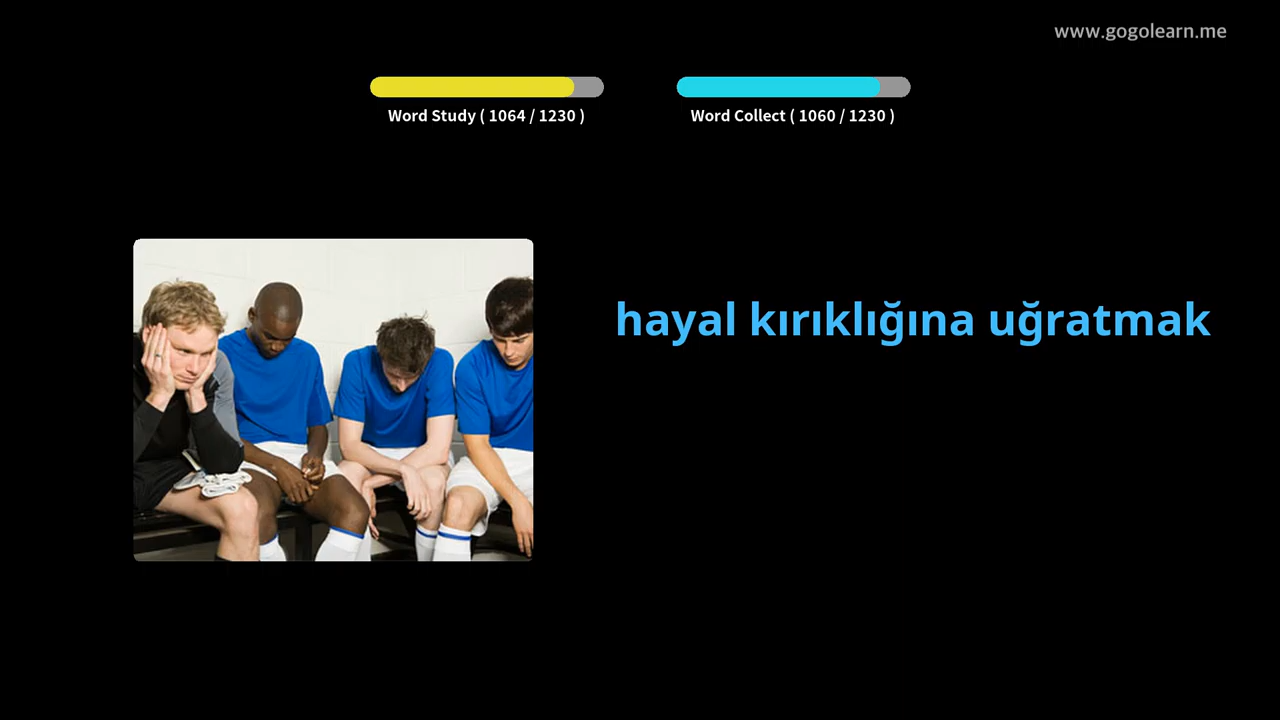 www.gogolearn.me
Word Study ( 1064 / 1230 )
Word Collect ( 1060 / 1230 )
hayal kırıklığına uğratmak